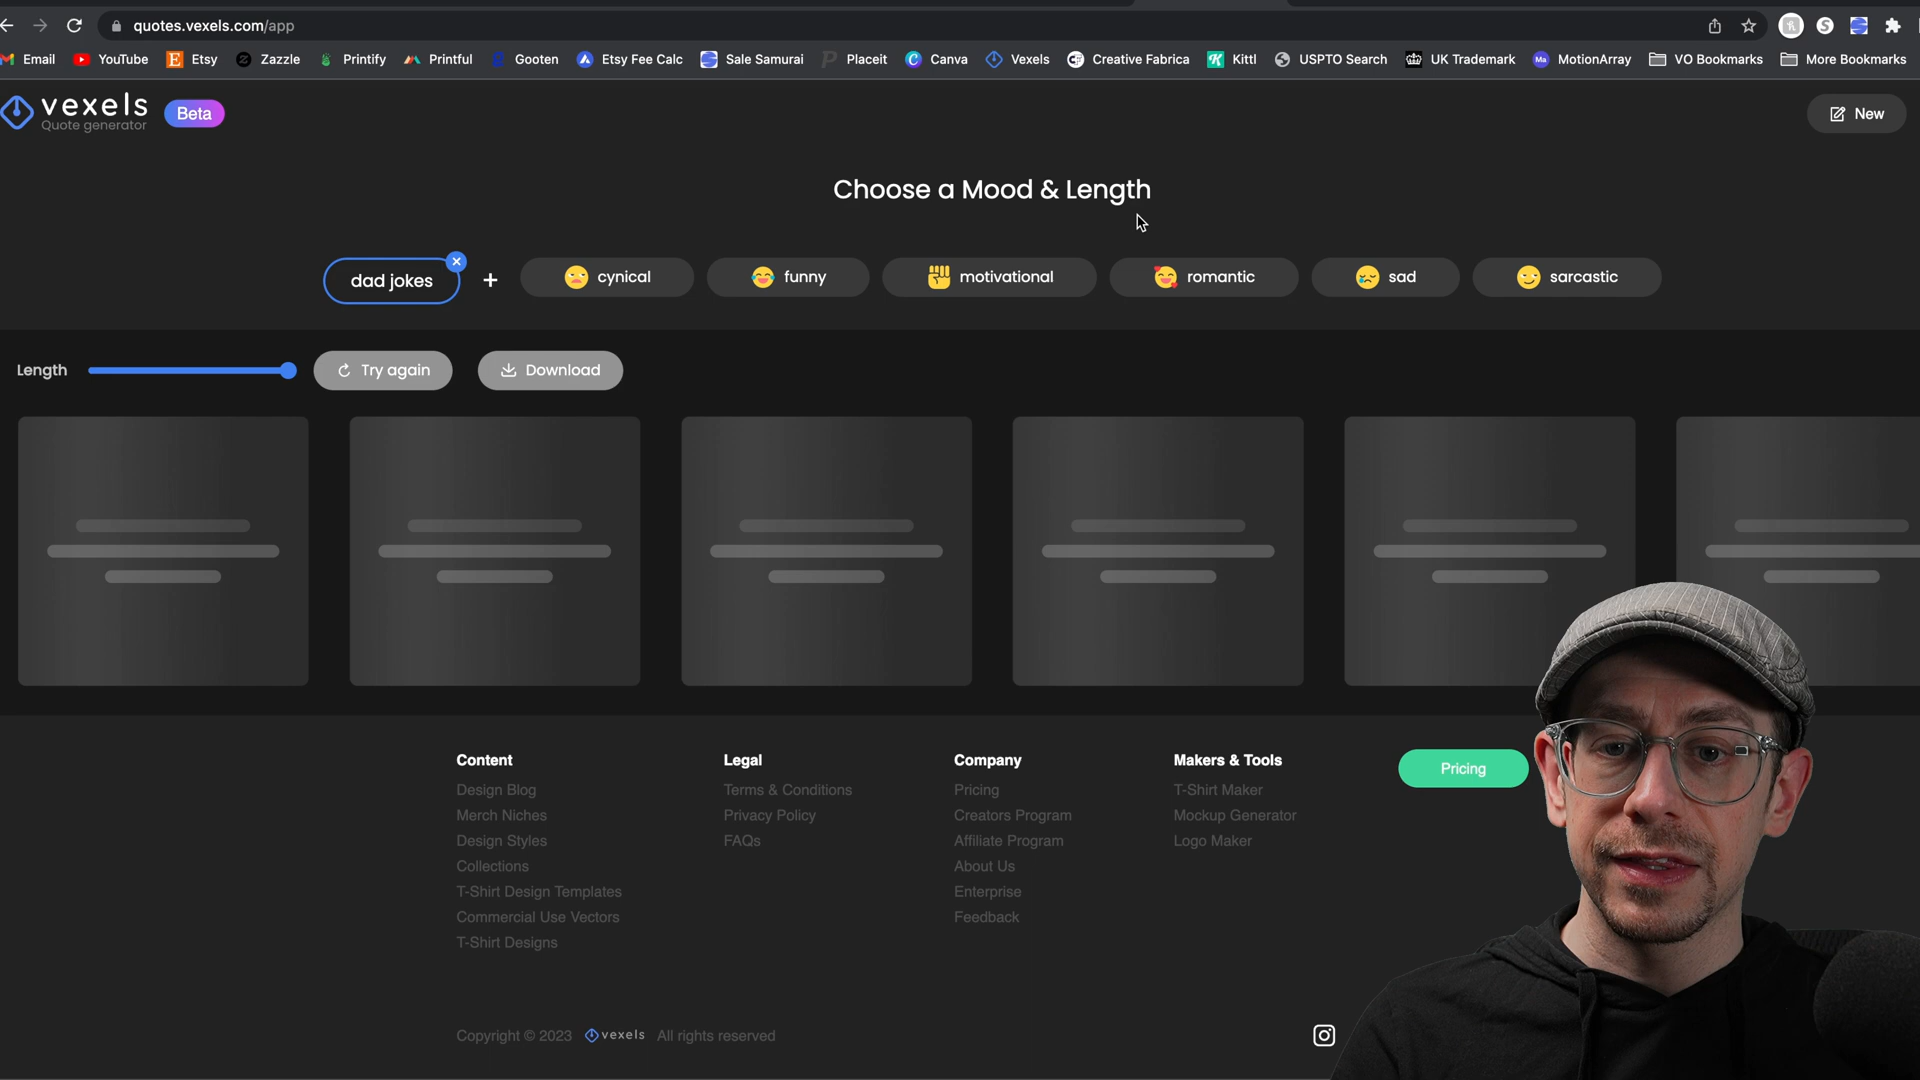 quotes.vexels.com/app
Email YouTube Etsy Zazzle Printify Printful Gooten Etsy Fee Calc Sale Samurai Placeit Canva Vexels Creative Fabrica Kittl USPTO Search UK Trademark MotionArray VO Bookmarks More Bookmarks
vexels
Quote generator
Beta
New
Choose a Mood & Length
dad jokes + cynical funny motivational romantic sad sarcastic
Length Try again Download
Content
Design Blog
Merch Niches
Design Styles
Collections
T-Shirt Design Templates
Commercial Use Vectors
T-Shirt Designs
Legal
Terms & Conditions
Privacy Policy
FAQs
Company
Pricing
Creators Program
Affiliate Program
About Us
Enterprise
Feedback
Makers & Tools
T-Shirt Maker
Mockup Generator
Logo Maker
Pricing
Copyright © 2023 vexels All rights reserved